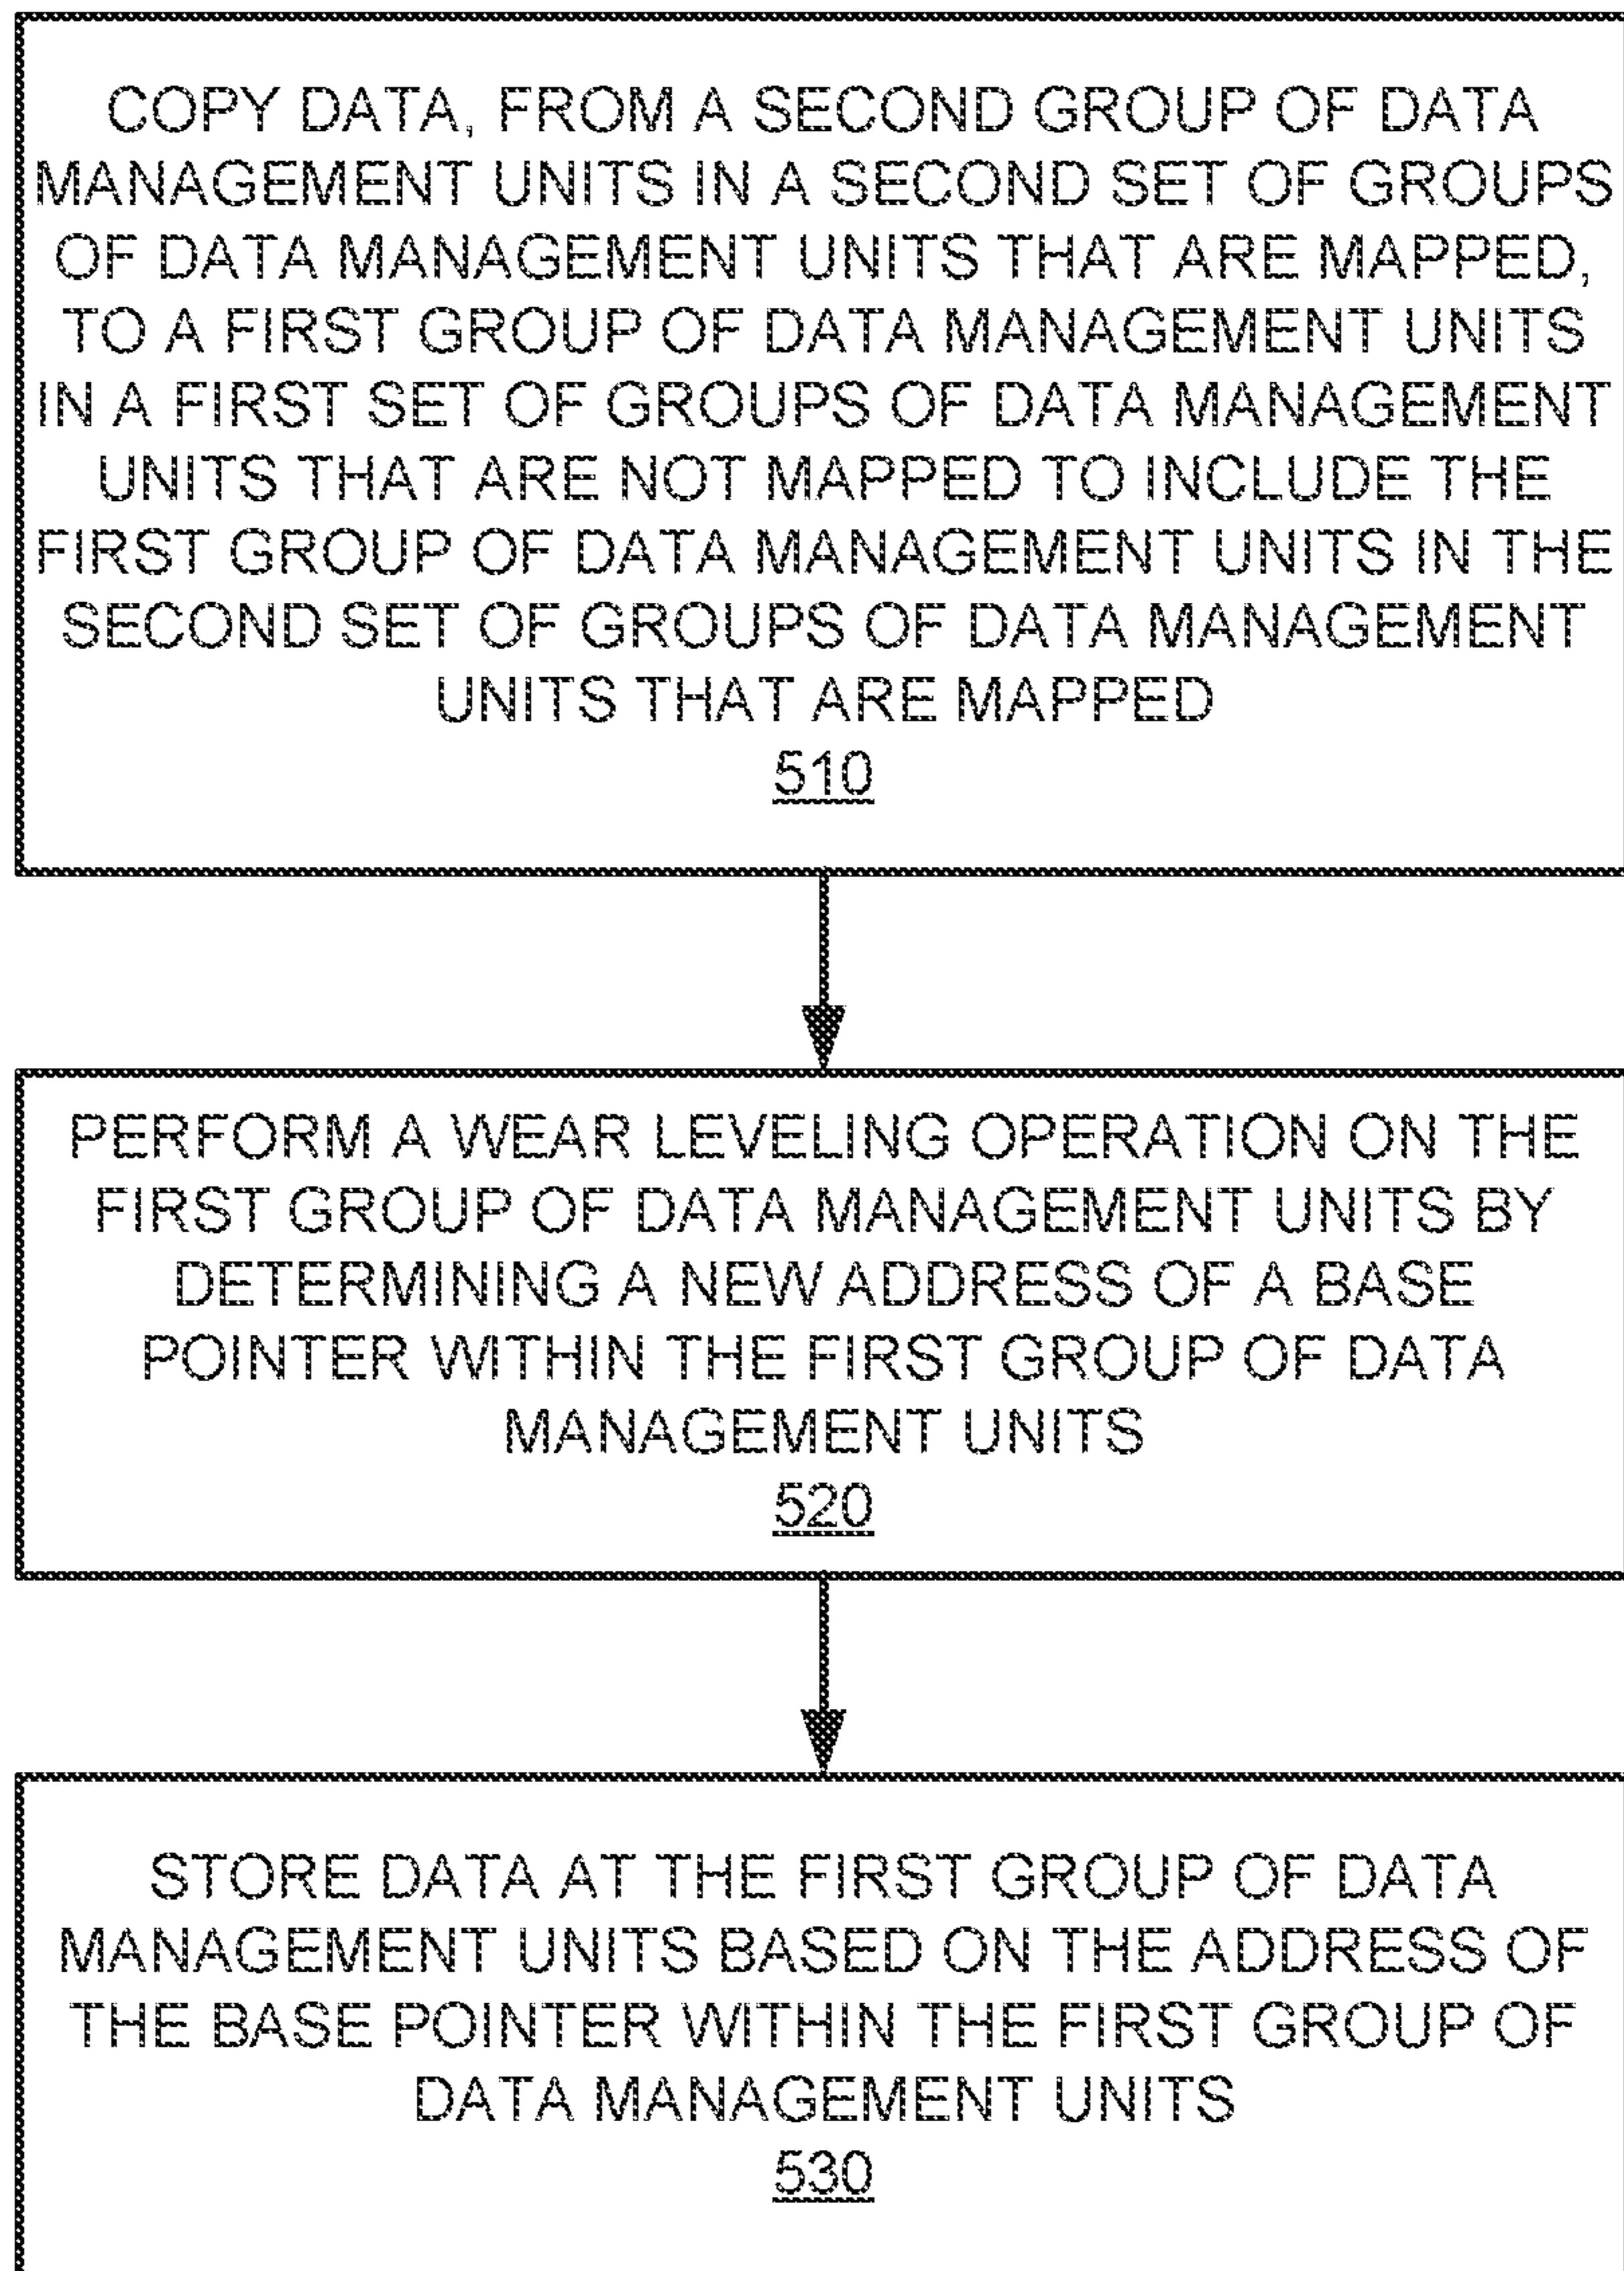 COPY DATA, FROM A SECOND GROUP OF DATA
MANAGEMENT UNITS IN A SECOND SET OF GROUPS
OF DATA MANAGEMENT UNITS THAT ARE MAPPED,
TO A FIRST GROUP OF DATA MANAGEMENT UNITS
IN A FIRST SET OF GROUPS OF DATA MANAGEMENT
UNITS THAT ARE NOT MAPPED TO INCLUDE THE
FIRST GROUP OF DATA MANAGEMENT UNITS IN THE
SECOND SET OF GROUPS OF DATA MANAGEMENT
UNITS THAT ARE MAPPED
510
PERFORM A WEAR LEVELING OPERATION ON THE
FIRST GROUP OF DATA MANAGEMENT UNITS BY
DETERMINING A NEW ADDRESS OF A BASE
POINTER WITHIN THE FIRST GROUP OF DATA
MANAGEMENT UNITS
520
STORE DATA AT THE FIRST GROUP OF DATA
MANAGEMENT UNITS BASED ON THE ADDRESS OF
THE BASE POINTER WITHIN THE FIRST GROUP OF
DATA MANAGEMENT UNITS
530